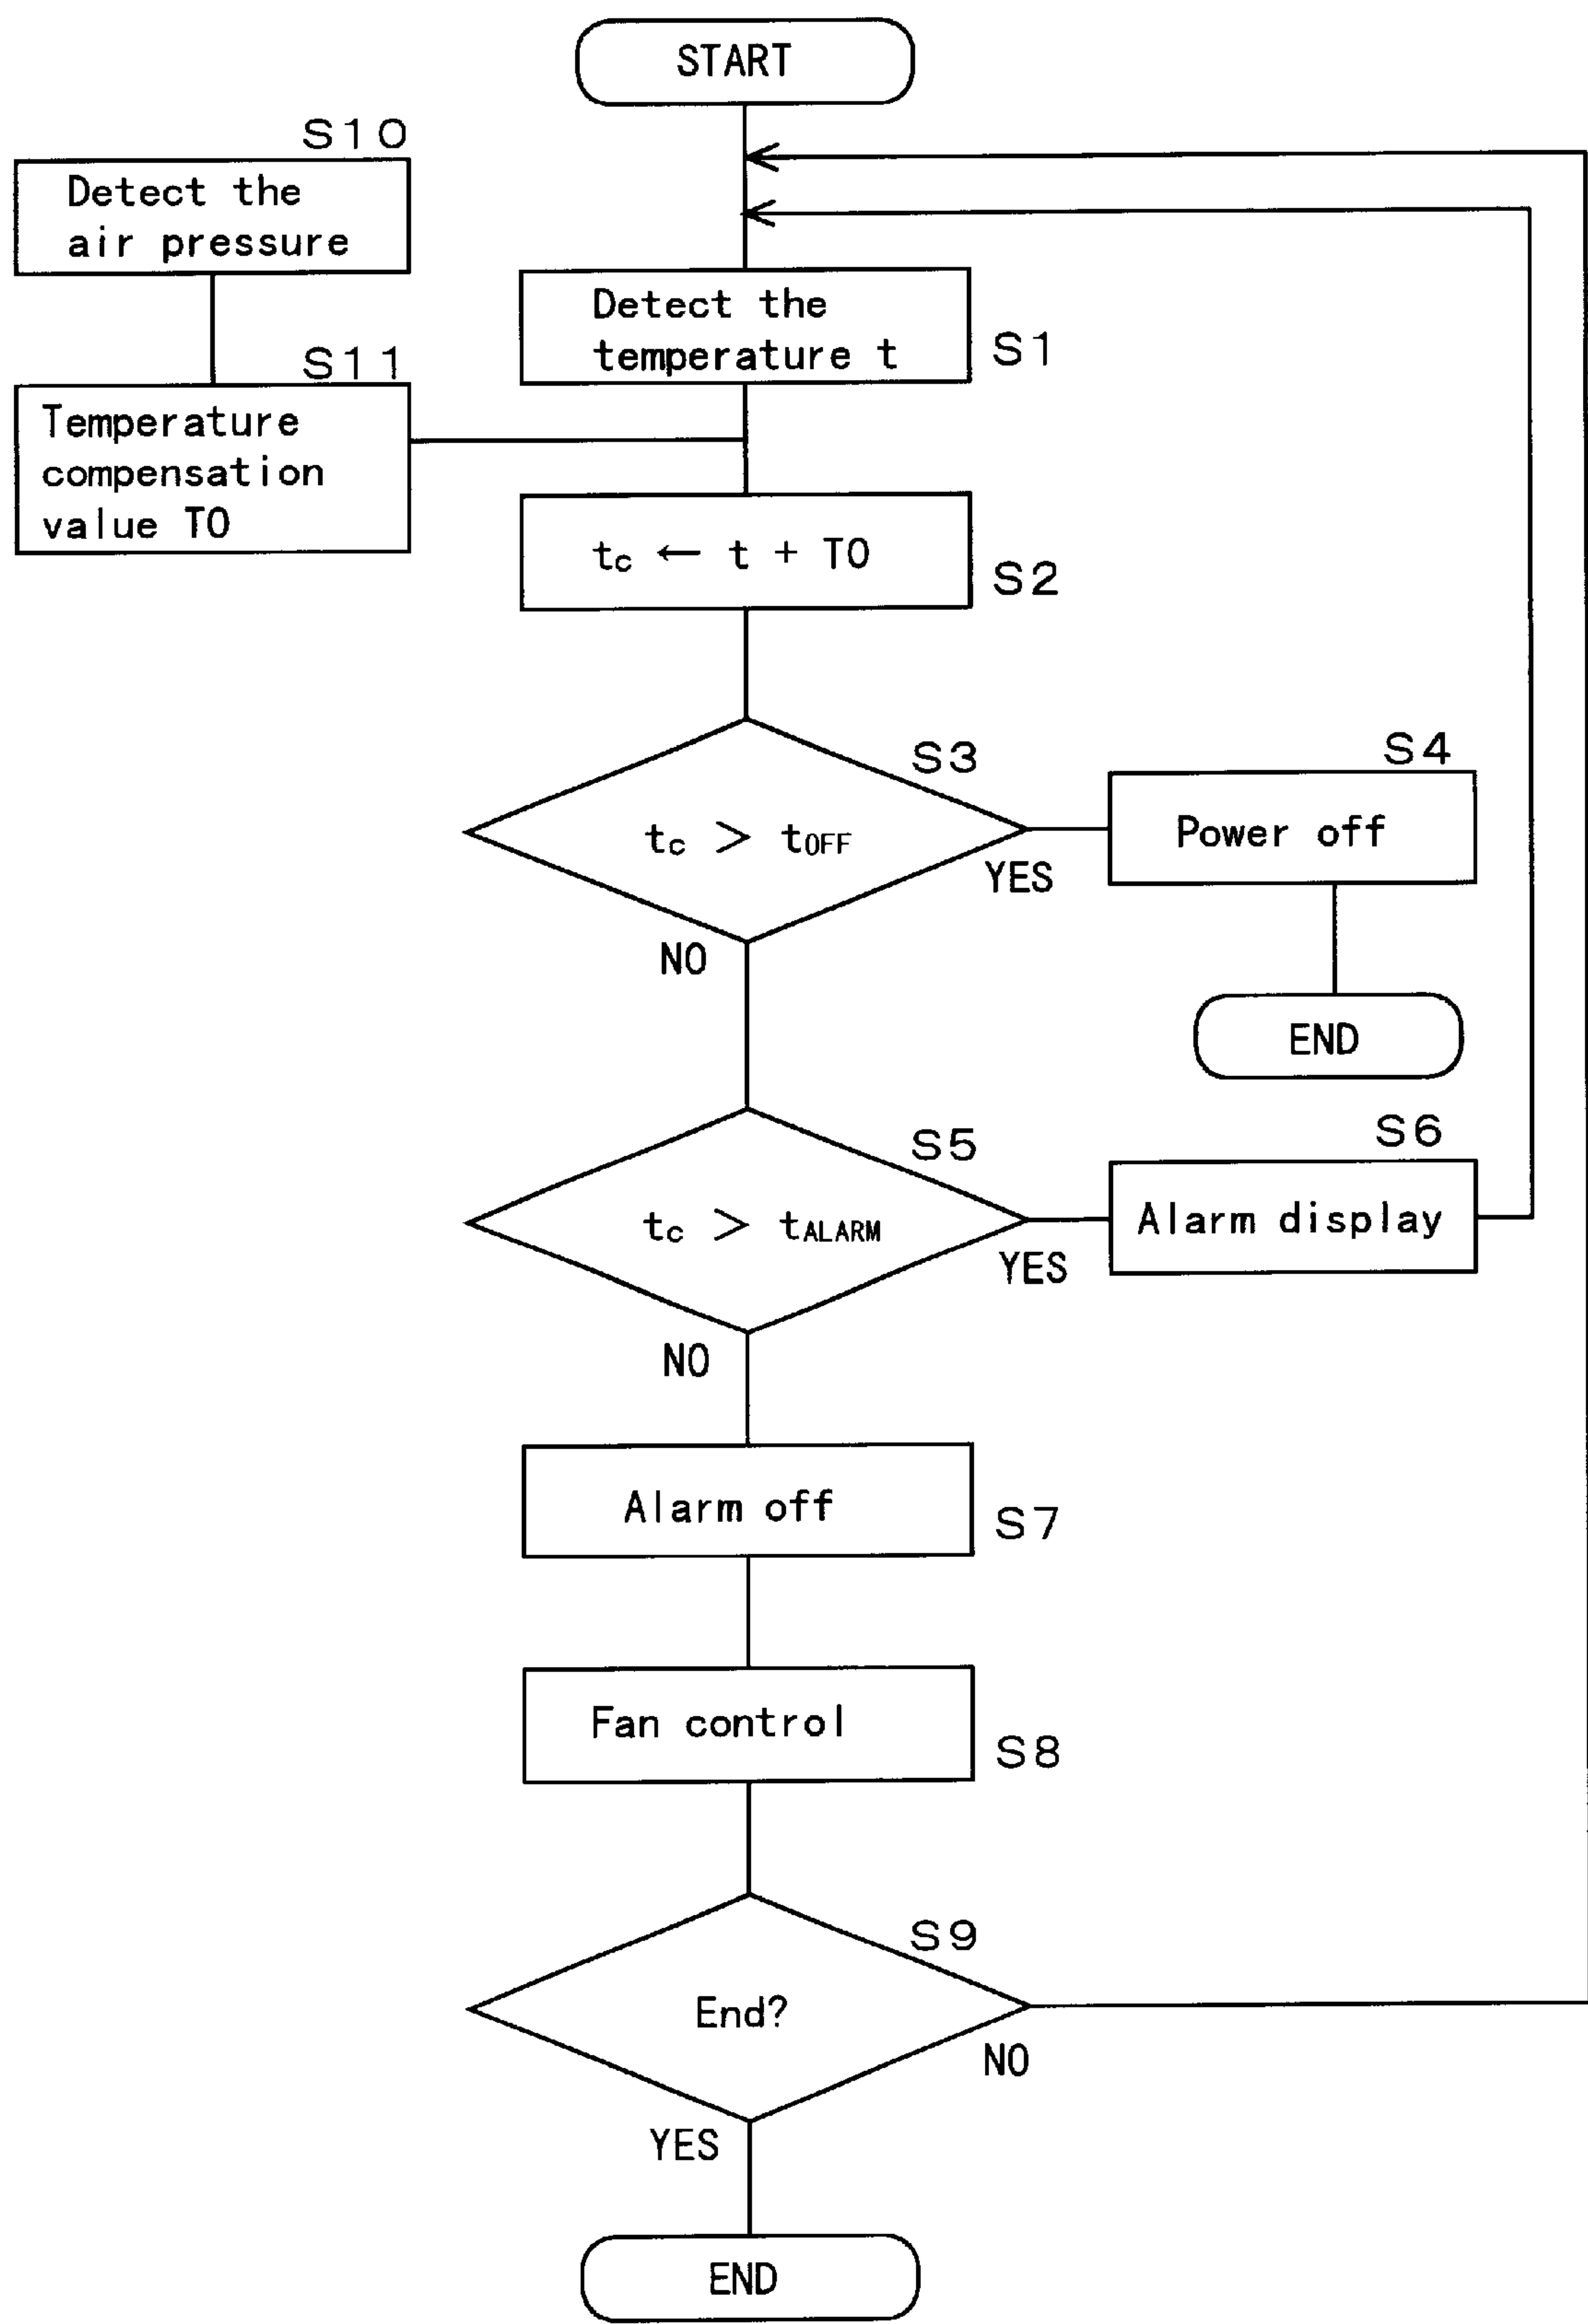 START
S10
Detect the
air pressure
Detect the
temperature t
S1
S11
Temperature
compensation
value TO
tc ← t + TO
S2
S3
tc > tOFF
YES
NO
S4
Power off
END
S5
tc > tALARM
YES
NO
S6
Alarm display
Alarm off
S7
Fan control
S8
S9
End?
NO
YES
END